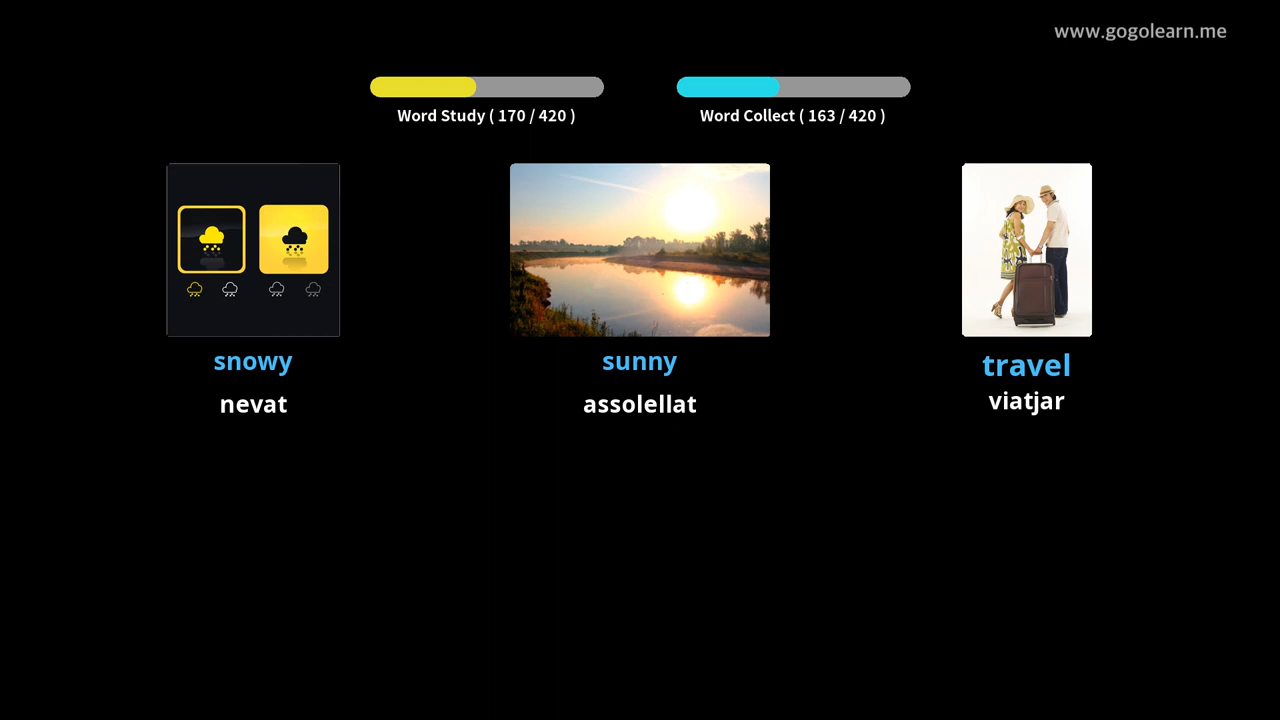 www.gogolearn.me
Word Study ( 170 / 420 )
Word Collect ( 163 / 420 )
snowy
sunny
travel
nevat
assolellat
viatjar